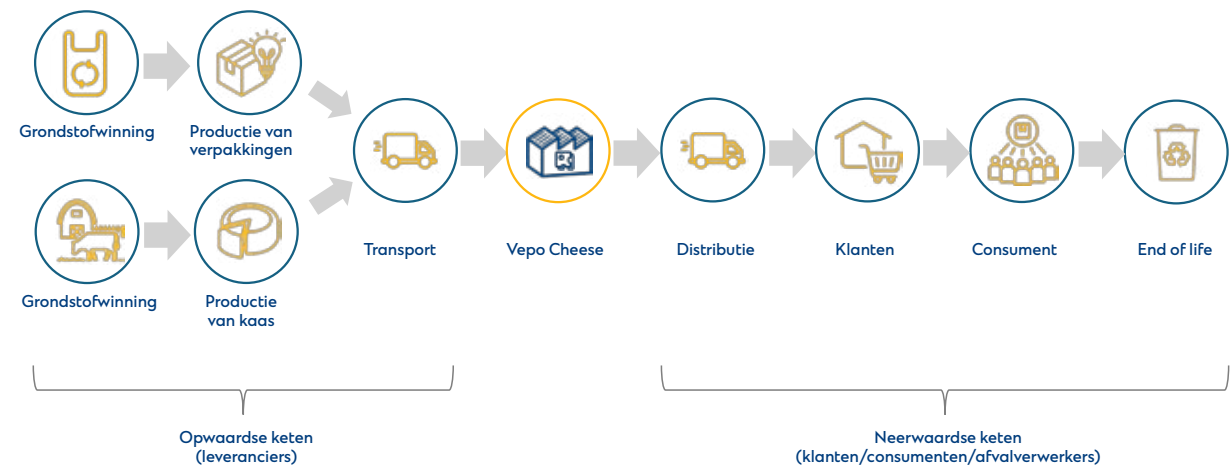 Grondstofwinning
Productie van
verpakkingen
Grondstofwinning
Productie
van kaas
Transport
Vepo Cheese
Distributie
Klanten
Consument
End of life
Opwaardse keten
(leveranciers)
Neerwaardse keten
(klanten/consumenten/afvalverwerkers)